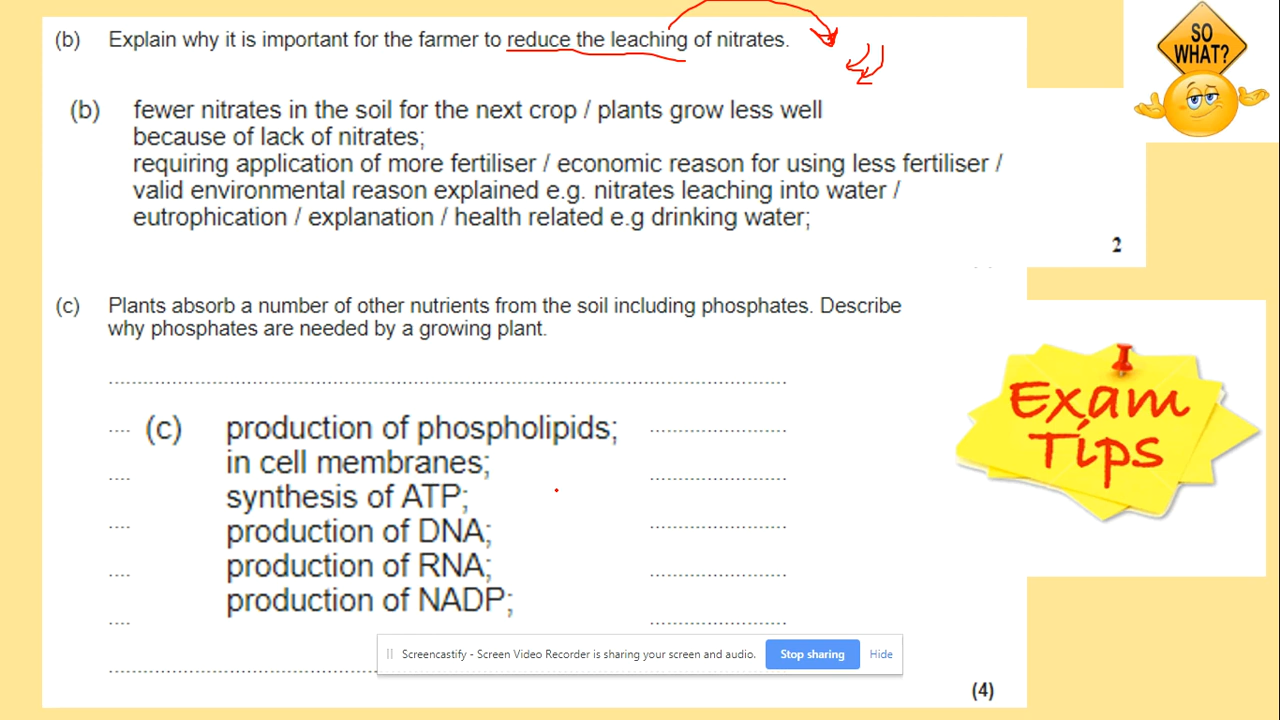 (b) Explain why it is important for the farmer to reduce the leaching of nitrates.
SO
WHAT?
(b) fewer nitrates in the soil for the next crop / plants grow less well
because of lack of nitrates;
requiring application of more fertiliser / economic reason for using less fertiliser /
valid environmental reason explained e.g. nitrates leaching into water /
eutrophication / explanation / health related e.g drinking water;
2
(c) Plants absorb a number of other nutrients from the soil including phosphates. Describe
why phosphates are needed by a growing plant.
(c) production of phospholipids;
in cell membranes;
synthesis of ATP;
production of DNA;
production of RNA;
production of NADP;
Exam
Tips
Screencastify - Screen Video Recorder is sharing your screen and audio. Stop sharing Hide
(4)